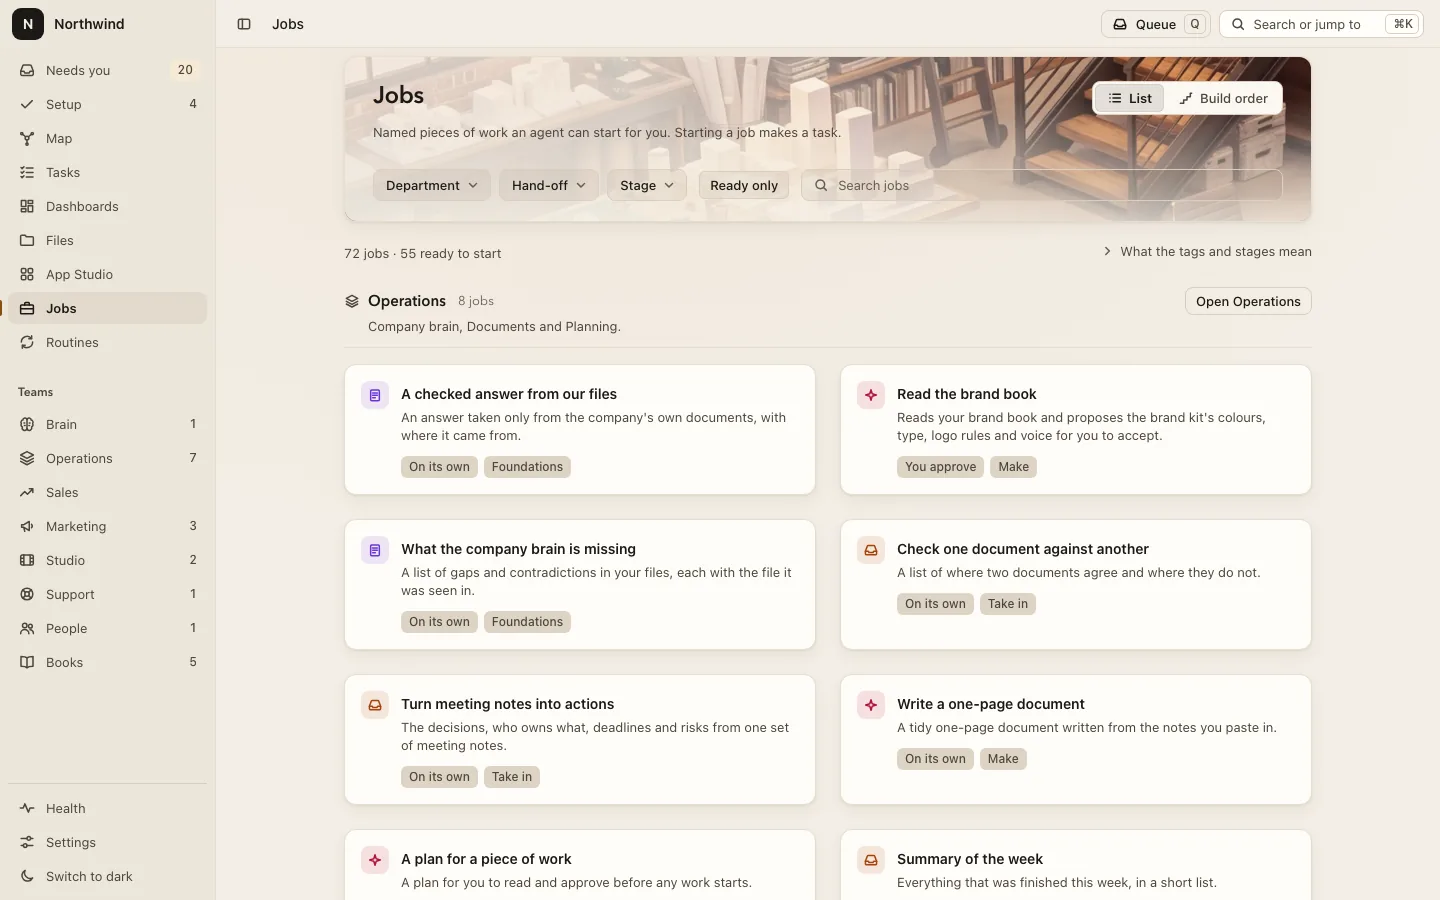 N Northwind
Needs you 20
Setup 4
Map
Tasks
Dashboards
Files
App Studio
Jobs
Routines
Teams
Brain 1
Operations 7
Sales
Marketing 3
Studio 2
Support 1
People 1
Books 5
Health
Settings
Switch to dark
Jobs
Queue Q
Search or jump to ⌘K
Jobs
List
Build order
Named pieces of work an agent can start for you. Starting a job makes a task.
Department
Hand-off
Stage
Ready only
Search jobs
72 jobs · 55 ready to start
What the tags and stages mean
Operations 8 jobs
Open Operations
Company brain, Documents and Planning.
A checked answer from our files
An answer taken only from the company's own documents, with
where it came from.
On its own
Foundations
Read the brand book
Reads your brand book and proposes the brand kit's colours,
type, logo rules and voice for you to accept.
You approve
Make
What the company brain is missing
A list of gaps and contradictions in your files, each with the file it
was seen in.
On its own
Foundations
Check one document against another
A list of where two documents agree and where they do not.
On its own
Take in
Turn meeting notes into actions
The decisions, who owns what, deadlines and risks from one set
of meeting notes.
On its own
Take in
Write a one-page document
A tidy one-page document written from the notes you paste in.
On its own
Make
A plan for a piece of work
A plan for you to read and approve before any work starts.
Summary of the week
Everything that was finished this week, in a short list.